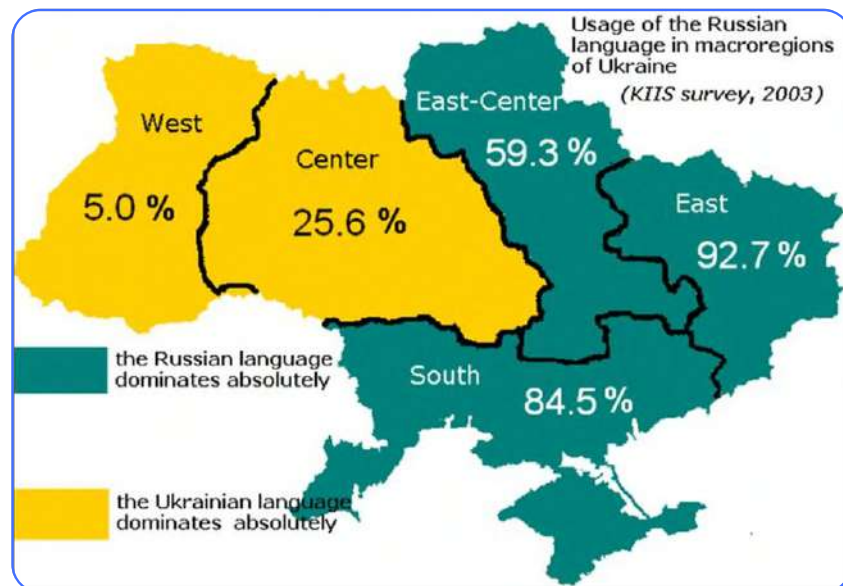 Usage of the Russian
language in macroregions
of Ukraine
(KIIS survey, 2003)
West
5.0 %
Center
25.6 %
East-Center
59.3 %
East
92.7 %
South
84.5 %
the Russian language
dominates absolutely
the Ukrainian language
dominates absolutely